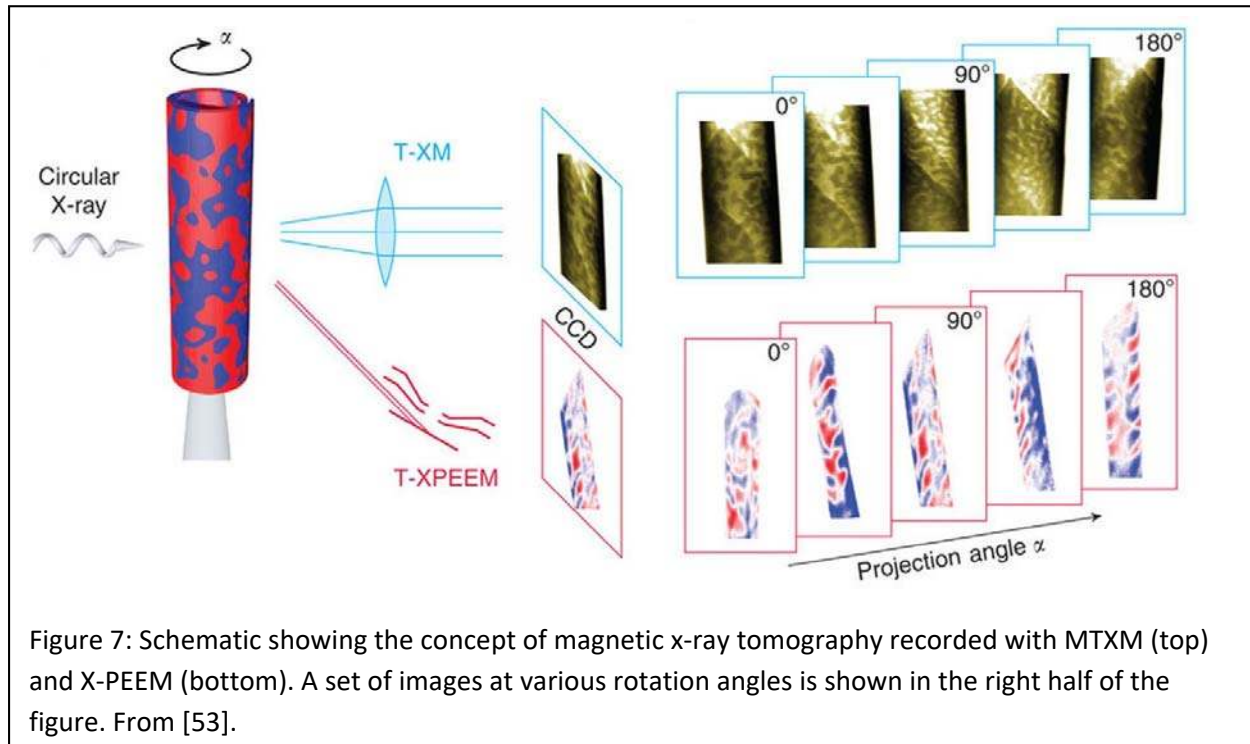 α
Circular
X-ray
T-XM
T-XPEEM
CCD
0°
90°
180°
0°
90°
180°
Projection angle α
Figure 7: Schematic showing the concept of magnetic x-ray tomography recorded with MTXM (top)
and X-PEEM (bottom). A set of images at various rotation angles is shown in the right half of the
figure. From [53].